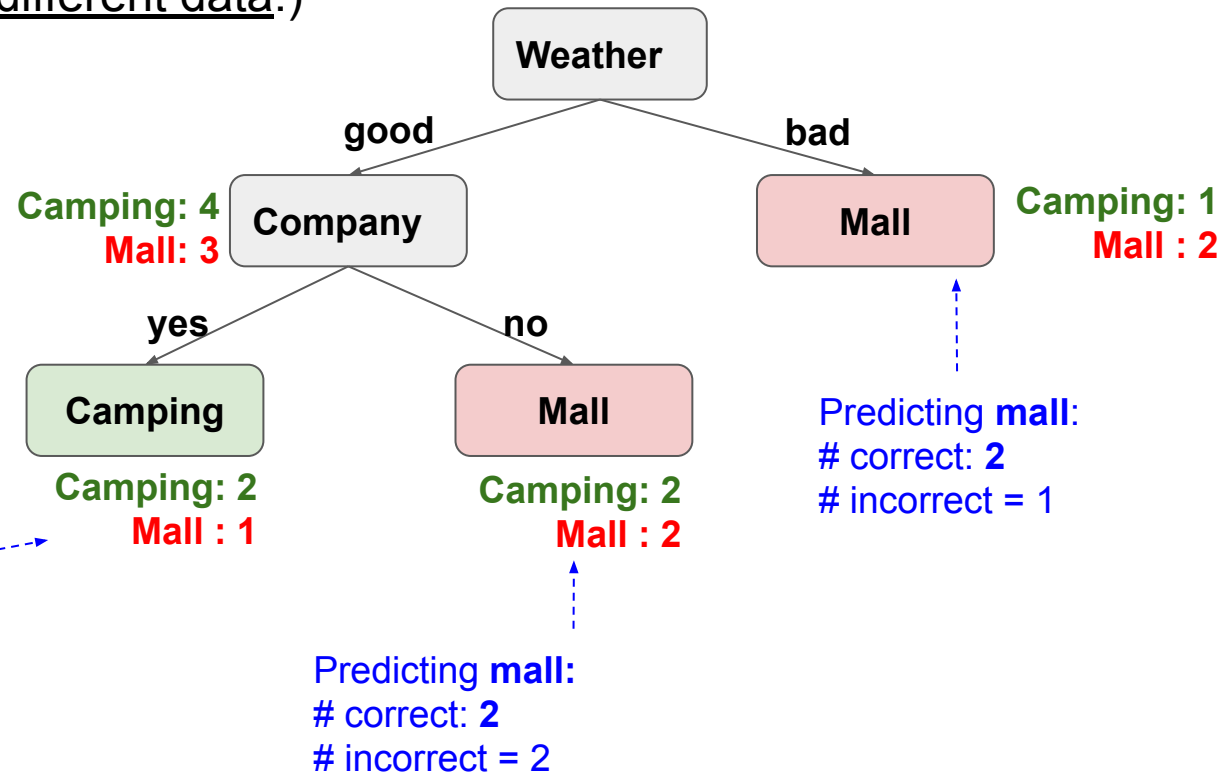 different data.)
Weather
good
bad
Camping: 4
Mall: 3
Company
Mall
Camping: 1
Mall : 2
yes
no
Camping
Mall
Camping: 2
Mall : 1
Camping: 2
Mall : 2
Predicting mall:
# correct: 2
# incorrect = 1
Predicting mall:
# correct: 2
# incorrect = 2